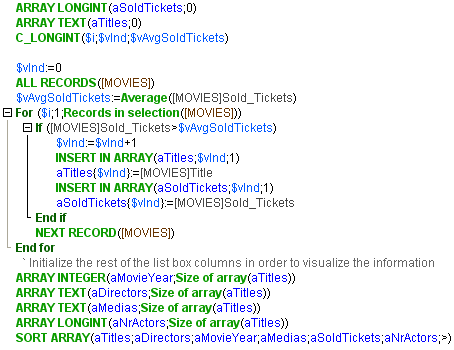 ARRAY LONGINT(aSoldTickets;0)
ARRAY TEXT(aTitles;0)
C_LONGINT($i;$vInd;$vAvgSoldTickets)
$vInd:=0
ALL RECORDS([MOVIES])
$vAvgSoldTickets:=Average([MOVIES]Sold_Tickets)
For ($i;1;Records in selection([MOVIES]))
If ([MOVIES]Sold_Tickets>$vAvgSoldTickets)
$vInd:=$vInd+1
INSERT IN ARRAY(aTitles;$vInd;1)
aTitles{$vInd}:=[MOVIES]Title
INSERT IN ARRAY(aSoldTickets;$vInd;1)
aSoldTickets{$vInd}:=[MOVIES]Sold_Tickets
End if
NEXT RECORD([MOVIES])
End for
` Initialize the rest of the list box columns in order to visualize the information
ARRAY INTEGER(aMovieYear;Size of array(aTitles))
ARRAY TEXT(aDirectors;Size of array(aTitles))
ARRAY TEXT(aMedias;Size of array(aTitles))
ARRAY LONGINT(aNrActors;Size of array(aTitles))
SORT ARRAY(aTitles;aDirectors;aMovieYear;aMedias;aSoldTickets;aNrActors;>)